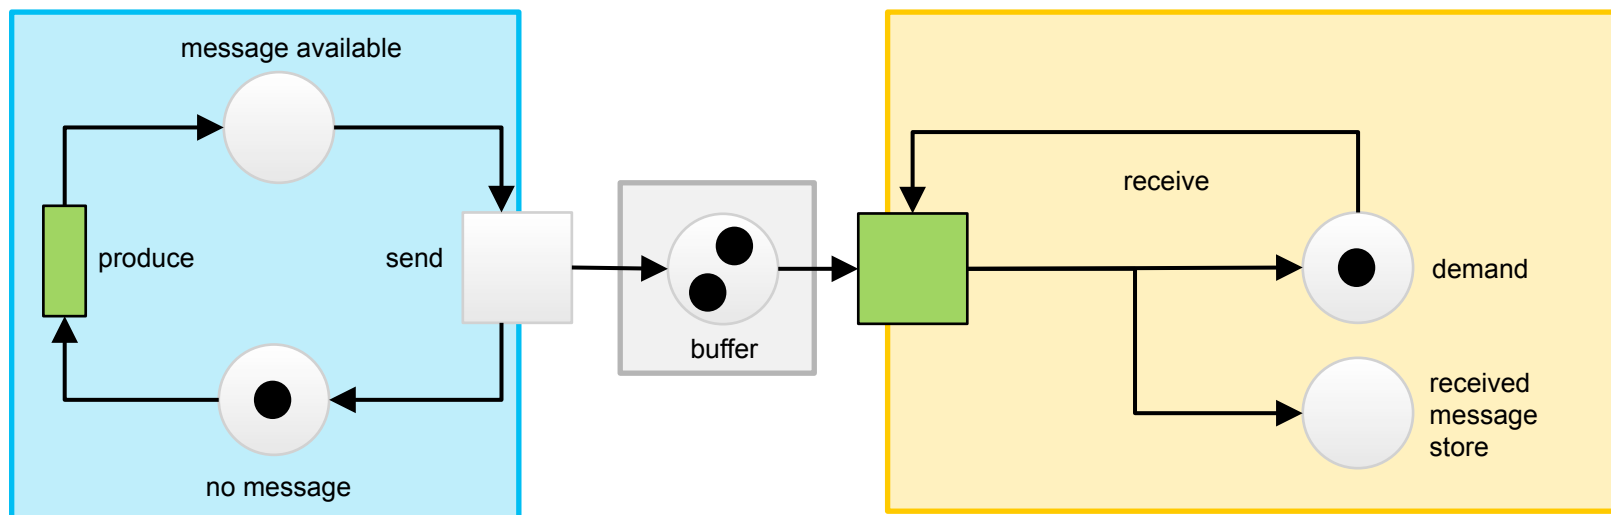 message available
produce
send
no message
buffer
receive
demand
received
message
store